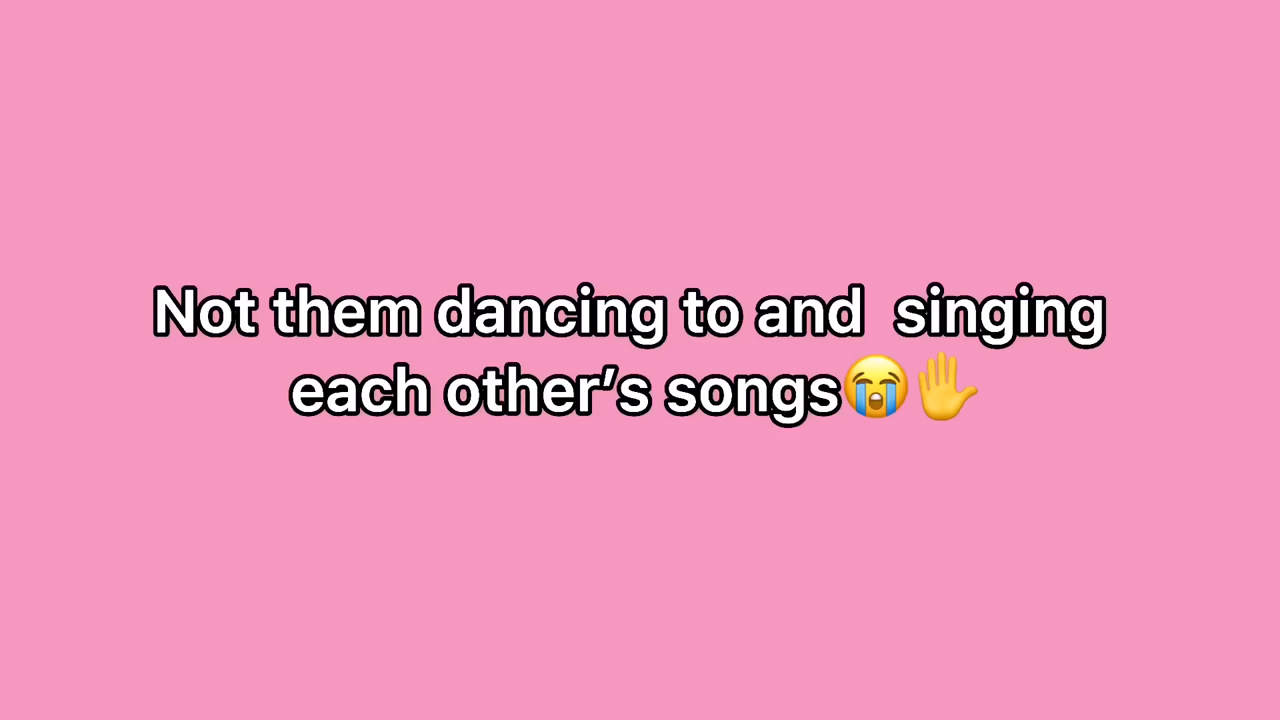 Not them dancing to and  singing
each other’s songs😭✋